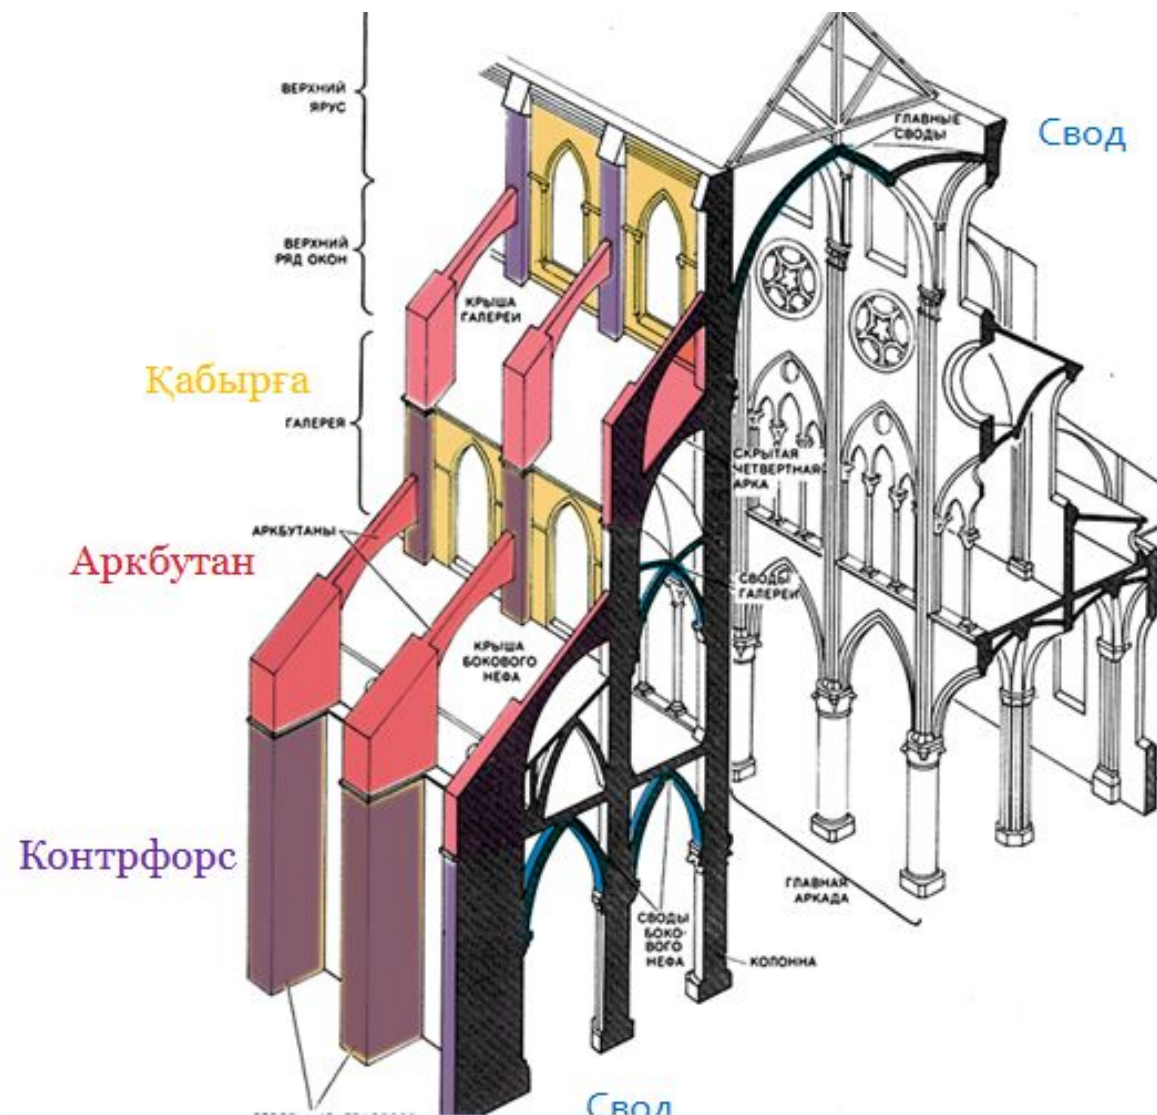 ВЕРХНИЙ
ЯРУС
ГЛАВНЫЕ
СВОДЫ
Свод
ВЕРХНИЙ
РЯД ОКОН
КРЫША
ГАЛЕРЕИ
Қабырға
ГАЛЕРЕЯ
СКРЫТАЯ
ЧЕТВЕРТНАЯ
АРКА
АРКБУТАНЫ
Аркбутан
СВОДЫ
ГАЛЕРЕИ
КРЫША
БОКОВОГО
НЕФА
Контрфорс
ГЛАВНАЯ
АРКАДА
СВОДЫ
БОКО-
ВОГО
НЕФА
КОЛОННА
Свод